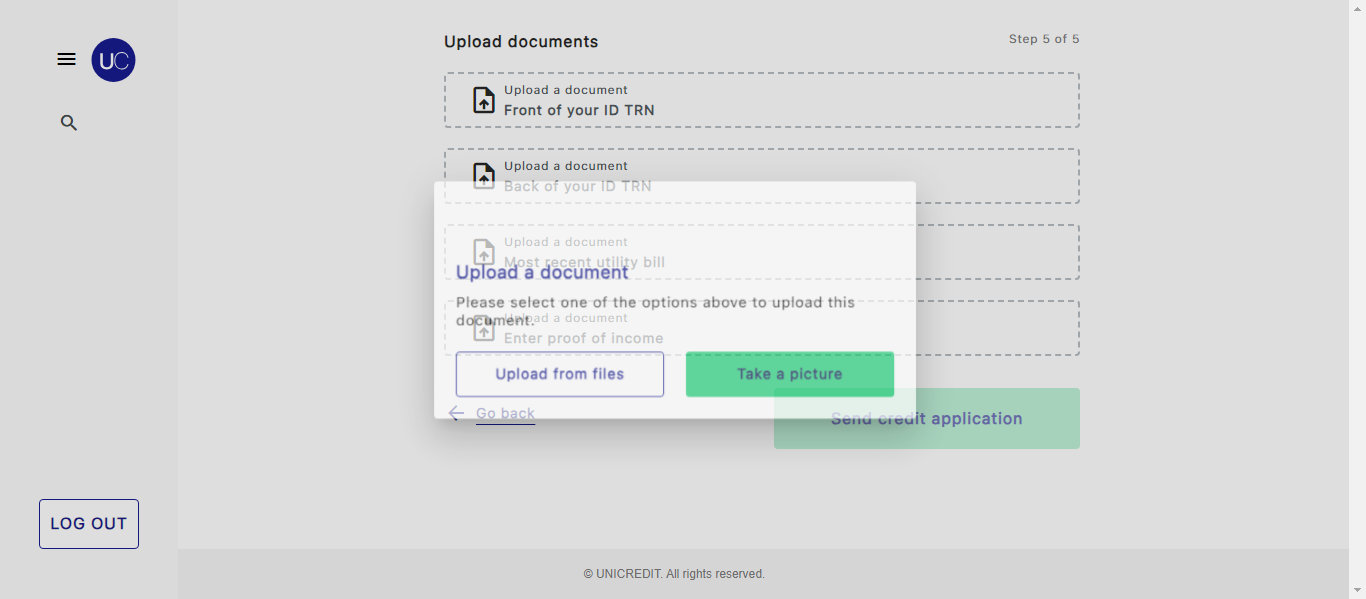 UC
LOG OUT
Upload documents
Step 5 of 5
Upload a document
Front of your ID TRN
Upload a document
Back of your ID TRN
Upload a document
Most recent utility bill
Upload a document
Enter proof of income
Upload a document
Please select one of the options above to upload this
document.
Upload from files
Take a picture
Go back
Send credit application
© UNICREDIT. All rights reserved.